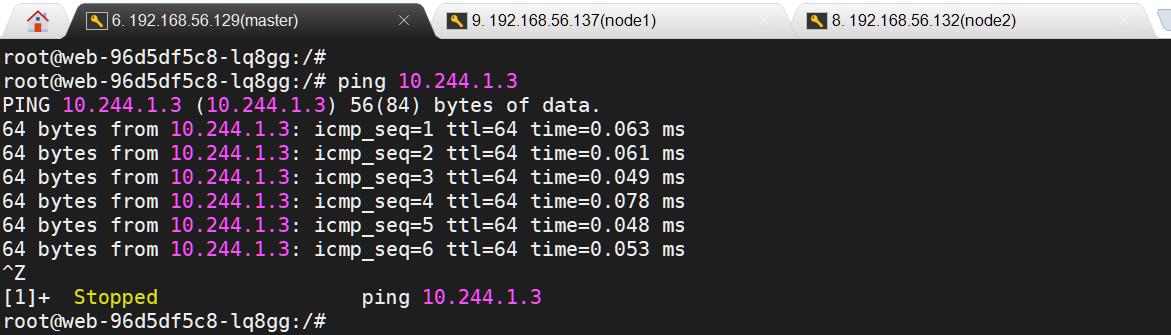 6. 192.168.56.129(master)
9. 192.168.56.137(node1)
8. 192.168.56.132(node2)
root@web-96d5df5c8-lq8gg:/#
root@web-96d5df5c8-lq8gg:/# ping 10.244.1.3
PING 10.244.1.3 (10.244.1.3) 56(84) bytes of data.
64 bytes from 10.244.1.3: icmp_seq=1 ttl=64 time=0.063 ms
64 bytes from 10.244.1.3: icmp_seq=2 ttl=64 time=0.061 ms
64 bytes from 10.244.1.3: icmp_seq=3 ttl=64 time=0.049 ms
64 bytes from 10.244.1.3: icmp_seq=4 ttl=64 time=0.078 ms
64 bytes from 10.244.1.3: icmp_seq=5 ttl=64 time=0.048 ms
64 bytes from 10.244.1.3: icmp_seq=6 ttl=64 time=0.053 ms
^Z
[1]+  Stopped                 ping 10.244.1.3
root@web-96d5df5c8-lq8gg:/#